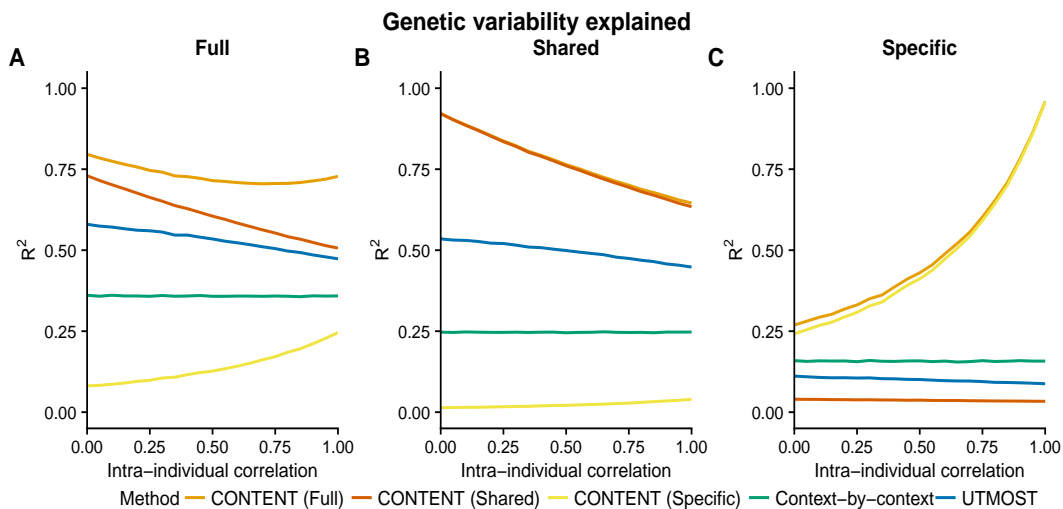 Genetic variability explained
A Full B Shared C Specific
R2
1.00
0.75
0.50
0.25
0.00
0.00 0.25 0.50 0.75 1.00
Intra−individual correlation
R2
1.00
0.75
0.50
0.25
0.00
0.00 0.25 0.50 0.75 1.00
Intra−individual correlation
R2
1.00
0.75
0.50
0.25
0.00
0.00 0.25 0.50 0.75 1.00
Intra−individual correlation
Method CONTENT (Full) CONTENT (Shared) CONTENT (Specific) Context−by−context UTMOST